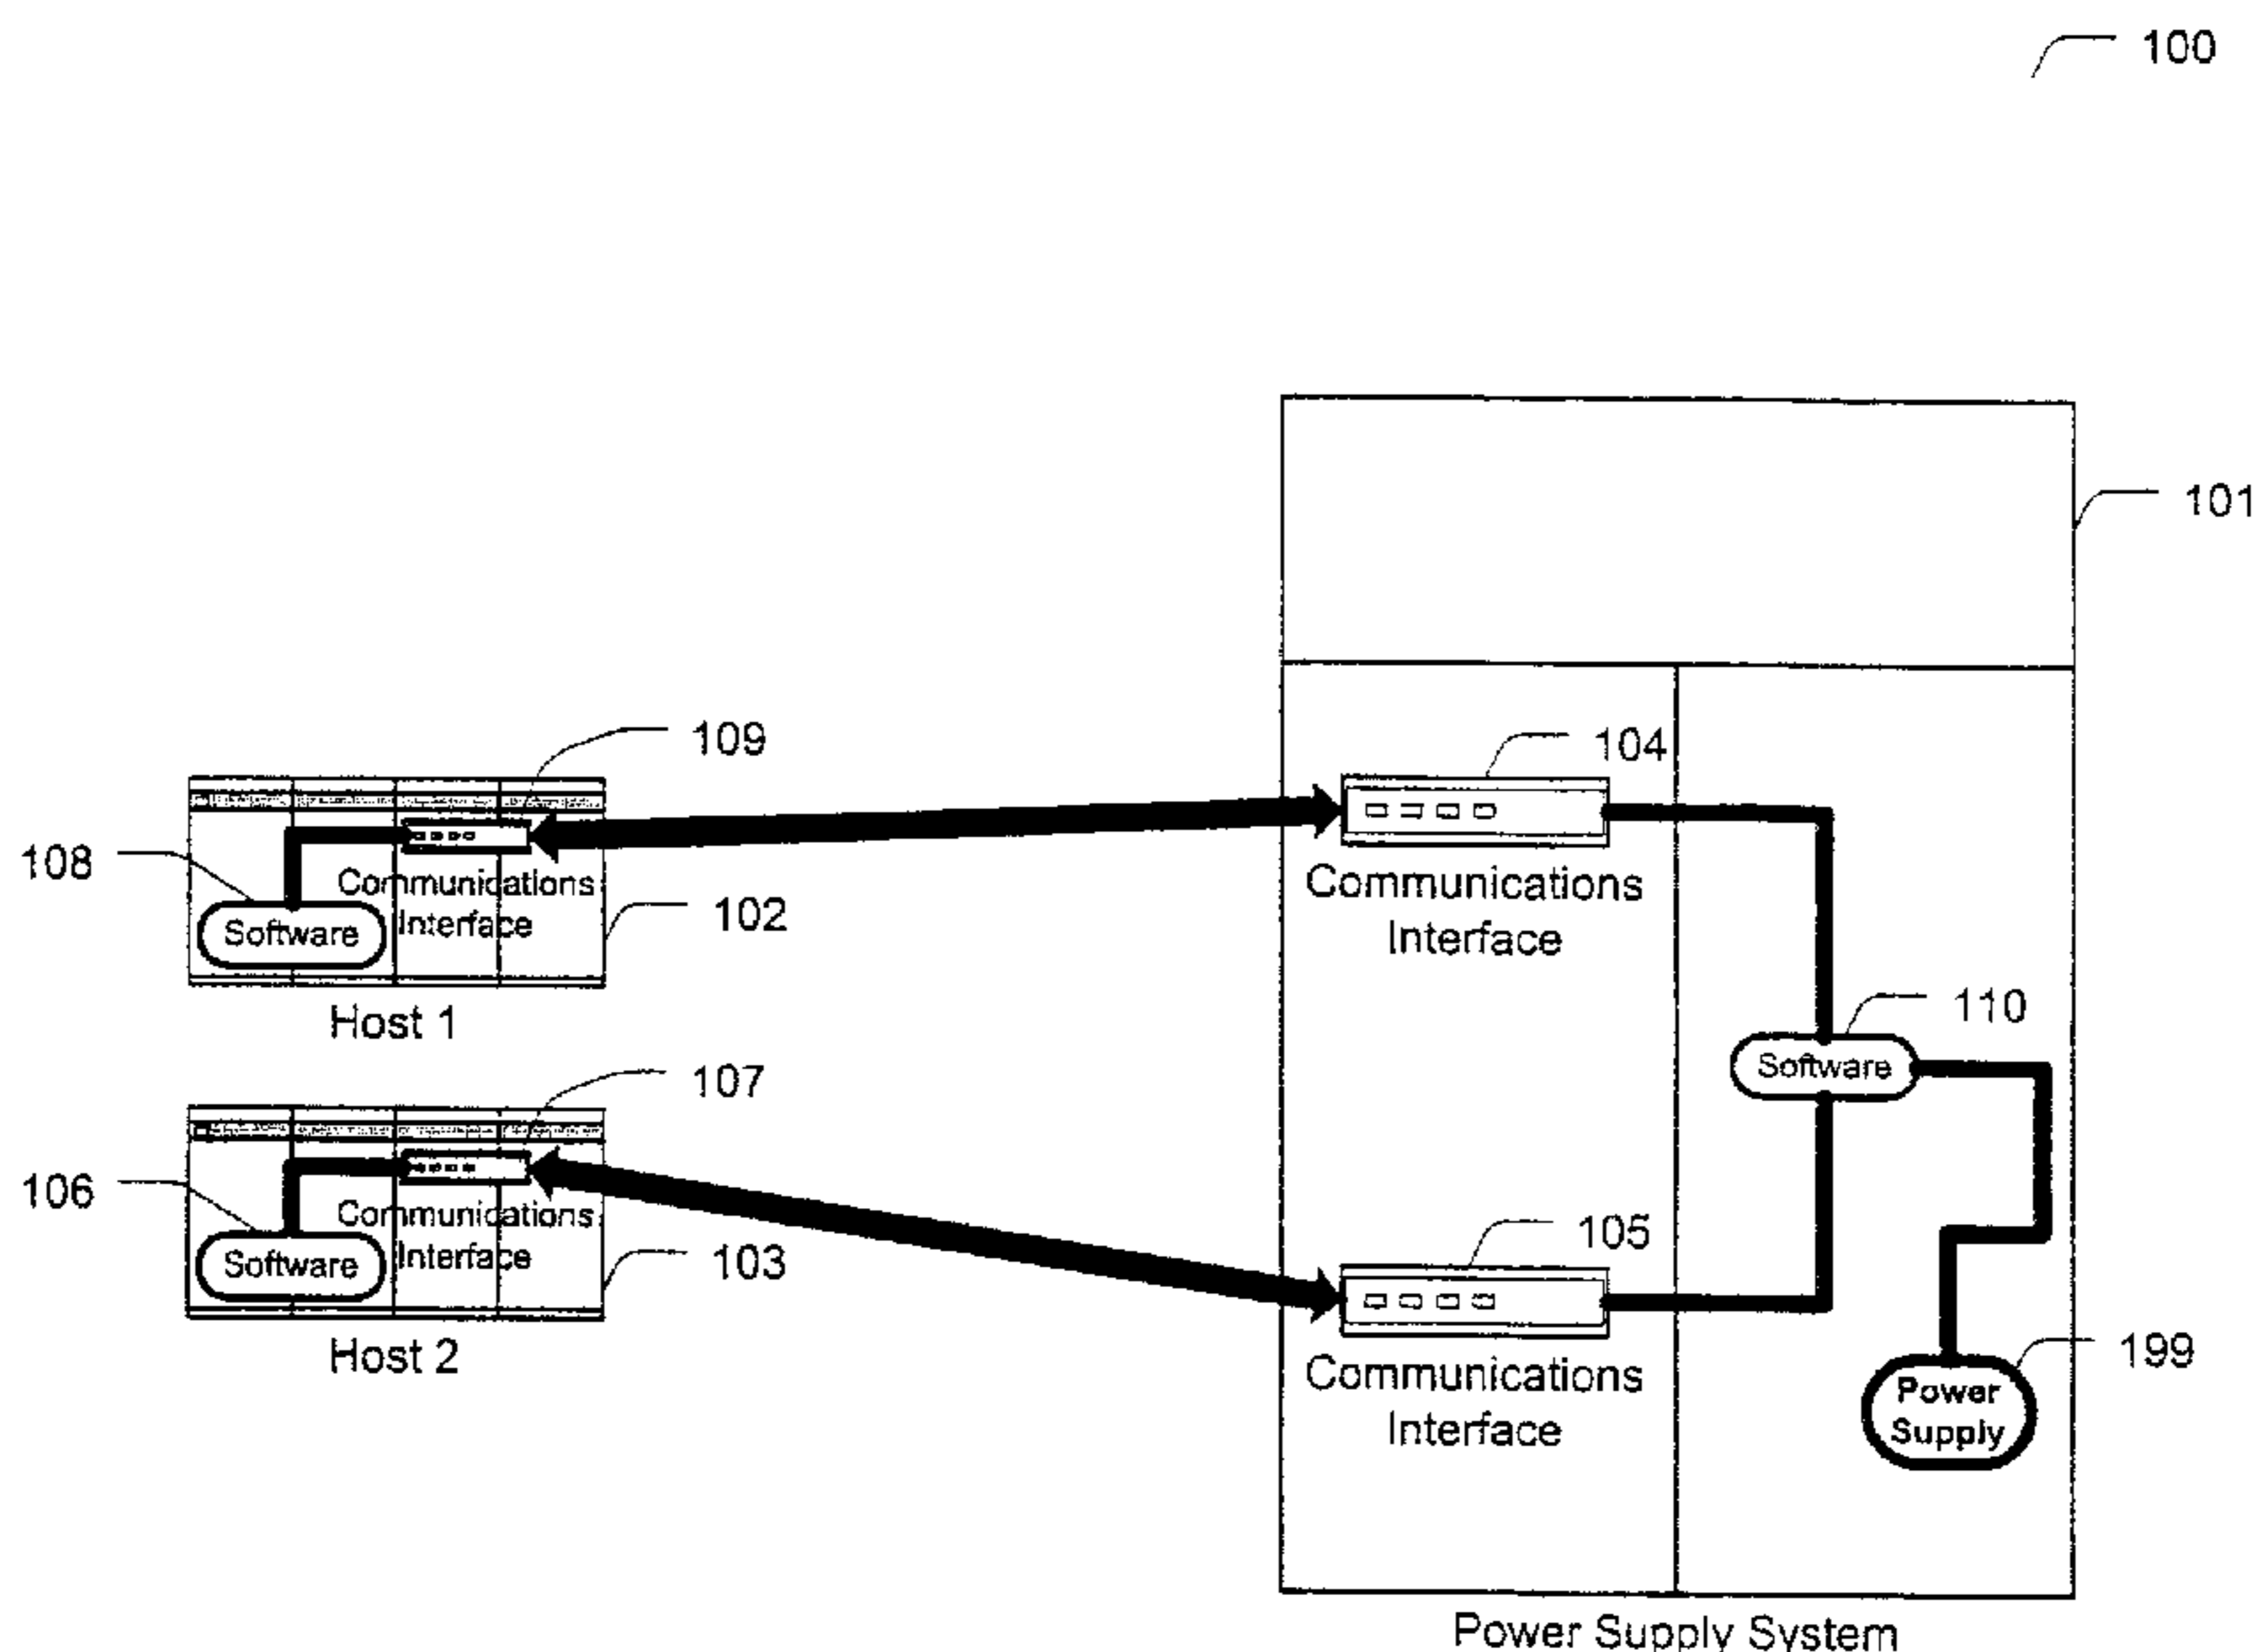 100
101
109
104
108
Communications
Interface
Software
102
Host 1
Communications
Interface
110
Software
107
106
Communications
Interface
Software
103
Host 2
105
Communications
Interface
199
Power
Supply
Power Supply System